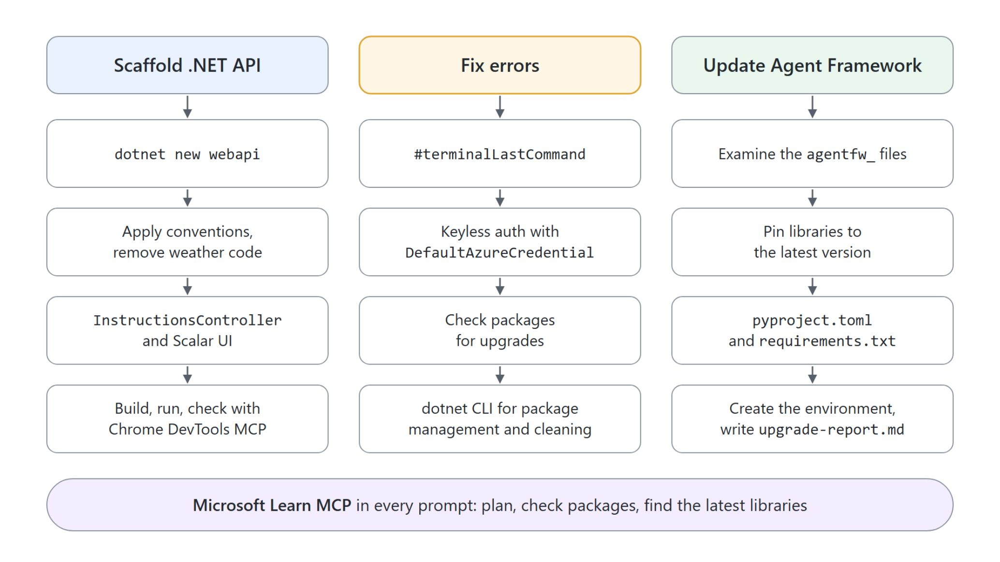 Scaffold .NET API
dotnet new webapi
Apply conventions,
remove weather code
InstructionsController
and Scalar UI
Build, run, check with
Chrome DevTools MCP
Fix errors
#terminalLastCommand
Keyless auth with
DefaultAzureCredential
Check packages
for upgrades
dotnet CLI for package
management and cleaning
Update Agent Framework
Examine the agentfw_ files
Pin libraries to
the latest version
pyproject.toml
and requirements.txt
Create the environment,
write upgrade-report.md
Microsoft Learn MCP in every prompt: plan, check packages, find the latest libraries